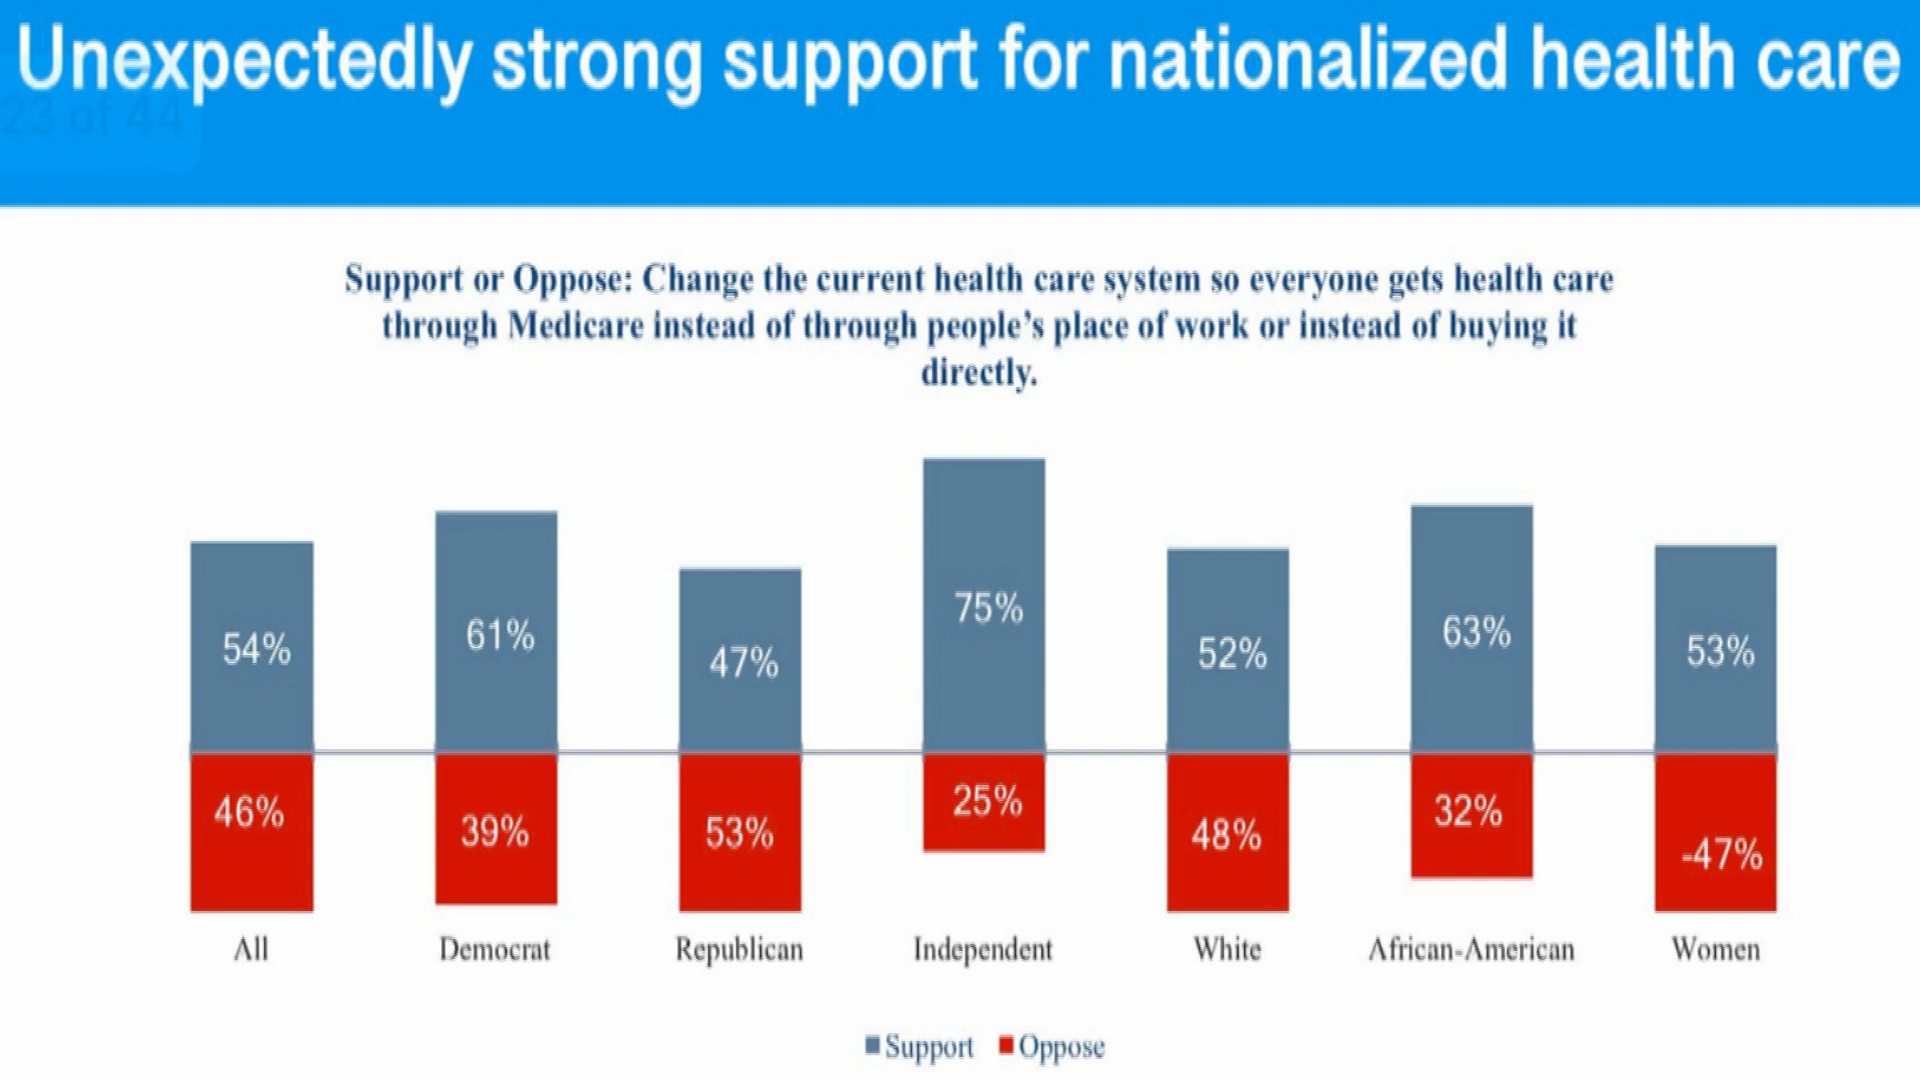 Unexpectedly strong support for nationalized health care
23 of 44
Support or Oppose: Change the current health care system so everyone gets health care
through Medicare instead of through people's place of work or instead of buying it
directly.
54% 61% 47% 75% 52% 63% 53%
46% 39% 53% 25% 48% 32% -47%
All Democrat Republican Independent White African-American Women
Support Oppose